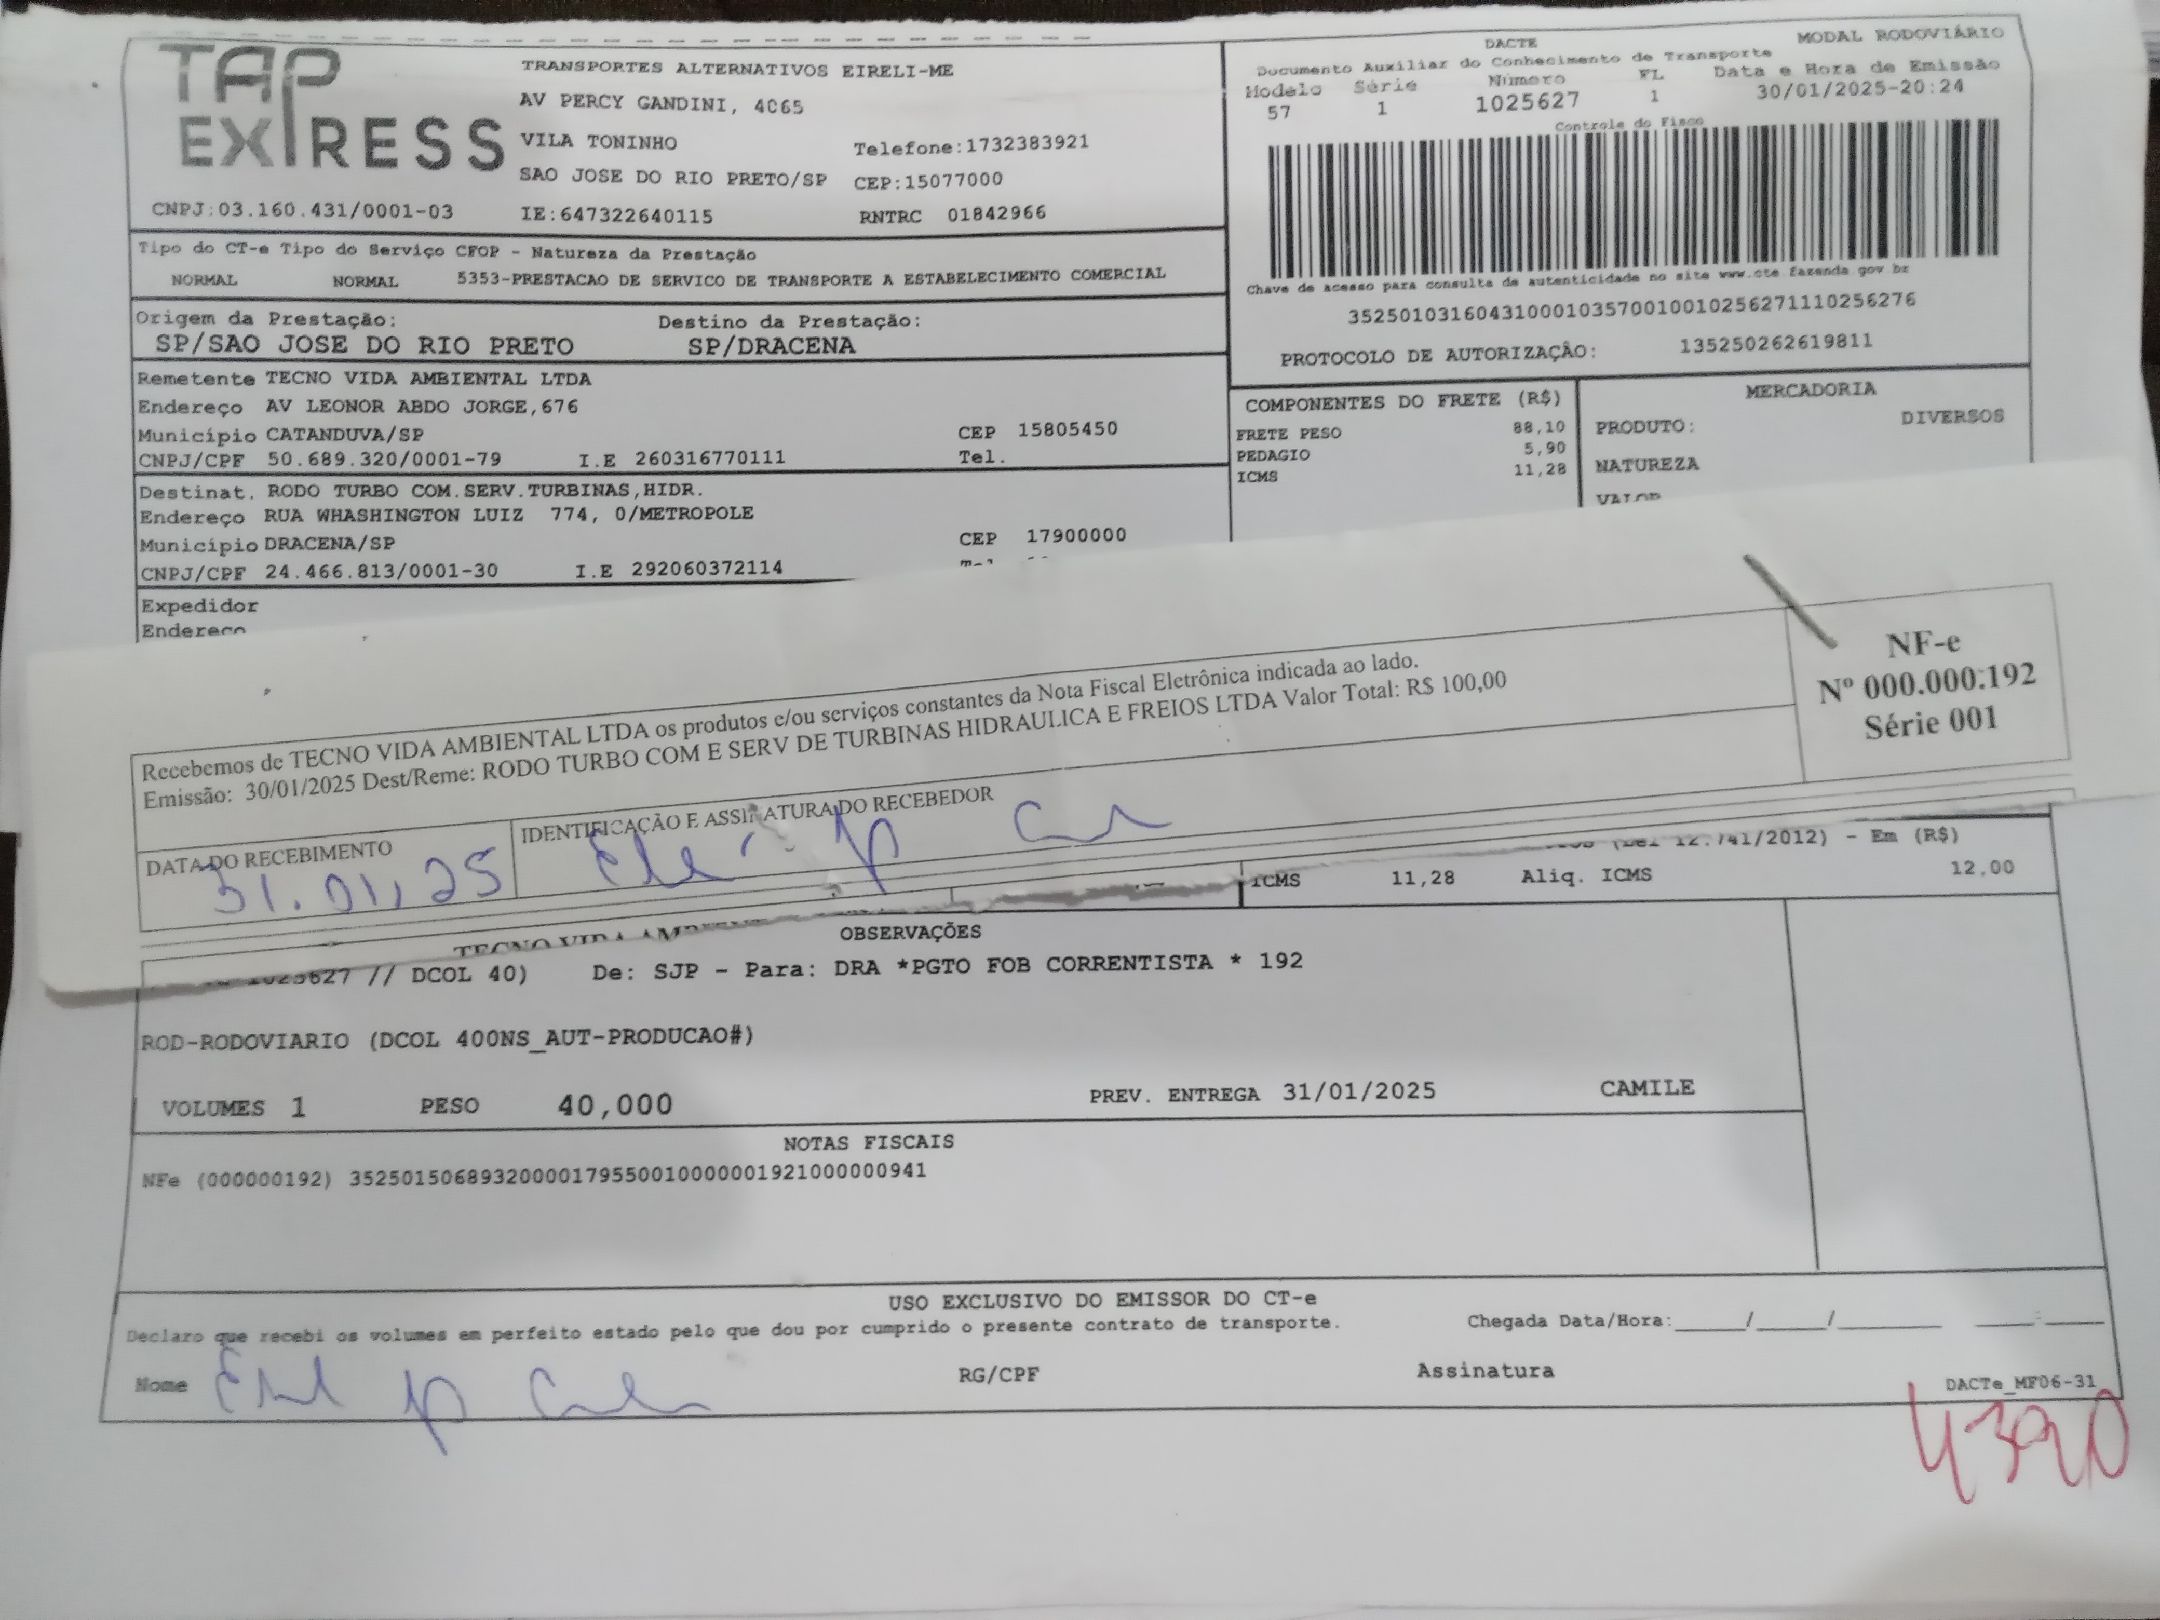 TAP EXPRESS
TRANSPORTES ALTERNATIVOS EIRELI-ME
AV PERCY GANDINI, 4065
VILA TONINHO Telefone:1732383921
SAO JOSE DO RIO PRETO/SP CEP:15077000
CNPJ:03.160.431/0001-03 IE:647322640115 RNTRC 01842966
DACTE MODAL RODOVIÁRIO
Documento Auxiliar do Conhecimento de Transporte
Modelo Série Número FL Data e Hora de Emissão
57 1 1025627 1 30/01/2025-20:24
Controle do Fisco
Chave de acesso para consulta de autenticidade no site www.cte.fazenda.gov.br
35250103160431000103570010010256271110256276
PROTOCOLO DE AUTORIZAÇÃO: 135250262619811
Tipo do CT-e Tipo do Serviço CFOP - Natureza da Prestação
NORMAL NORMAL 5353-PRESTACAO DE SERVICO DE TRANSPORTE A ESTABELECIMENTO COMERCIAL
Origem da Prestação: Destino da Prestação:
SP/SAO JOSE DO RIO PRETO SP/DRACENA
Remetente TECNO VIDA AMBIENTAL LTDA
Endereço AV LEONOR ABDO JORGE,676
Município CATANDUVA/SP CEP 15805450
CNPJ/CPF 50.689.320/0001-79 I.E 260316770111 Tel.
COMPONENTES DO FRETE (R$)
FRETE PESO 88,10
PEDAGIO 5,90
ICMS 11,28
MERCADORIA
PRODUTO: DIVERSOS
NATUREZA
VALOR
Destinat. RODO TURBO COM.SERV.TURBINAS,HIDR.
Endereço RUA WHASHINGTON LUIZ 774, 0/METROPOLE
Município DRACENA/SP CEP 17900000
CNPJ/CPF 24.466.813/0001-30 I.E 292060372114
Expedidor
Endereço
Recebemos de TECNO VIDA AMBIENTAL LTDA os produtos e/ou serviços constantes da Nota Fiscal Eletrônica indicada ao lado.
Emissão: 30/01/2025 Dest/Reme: RODO TURBO COM E SERV DE TURBINAS HIDRAULICA E FREIOS LTDA Valor Total: R$ 100,00
NF-e
Nº 000.000.192
Série 001
DATA DO RECEBIMENTO IDENTIFICAÇÃO E ASSINATURA DO RECEBEDOR
31.01.25
12.741/2012) - Em (R$)
ICMS 11,28 Aliq. ICMS 12.00
TECNO VIDA
OBSERVAÇÕES
1025627 // DCOL 40) De: SJP - Para: DRA *PGTO FOB CORRENTISTA * 192
ROD-RODOVIARIO (DCOL 400NS_AUT-PRODUCAO#)
VOLUMES 1 PESO 40,000 PREV. ENTREGA 31/01/2025 CAMILE
NOTAS FISCAIS
NFe (000000192) 35250150689320000179550010000001921000000941
USO EXCLUSIVO DO EMISSOR DO CT-e
Declaro que recebi os volumes em perfeito estado pelo que dou por cumprido o presente contrato de transporte. Chegada Data/Hora:
Nome RG/CPF Assinatura
DACTe_MF06-31